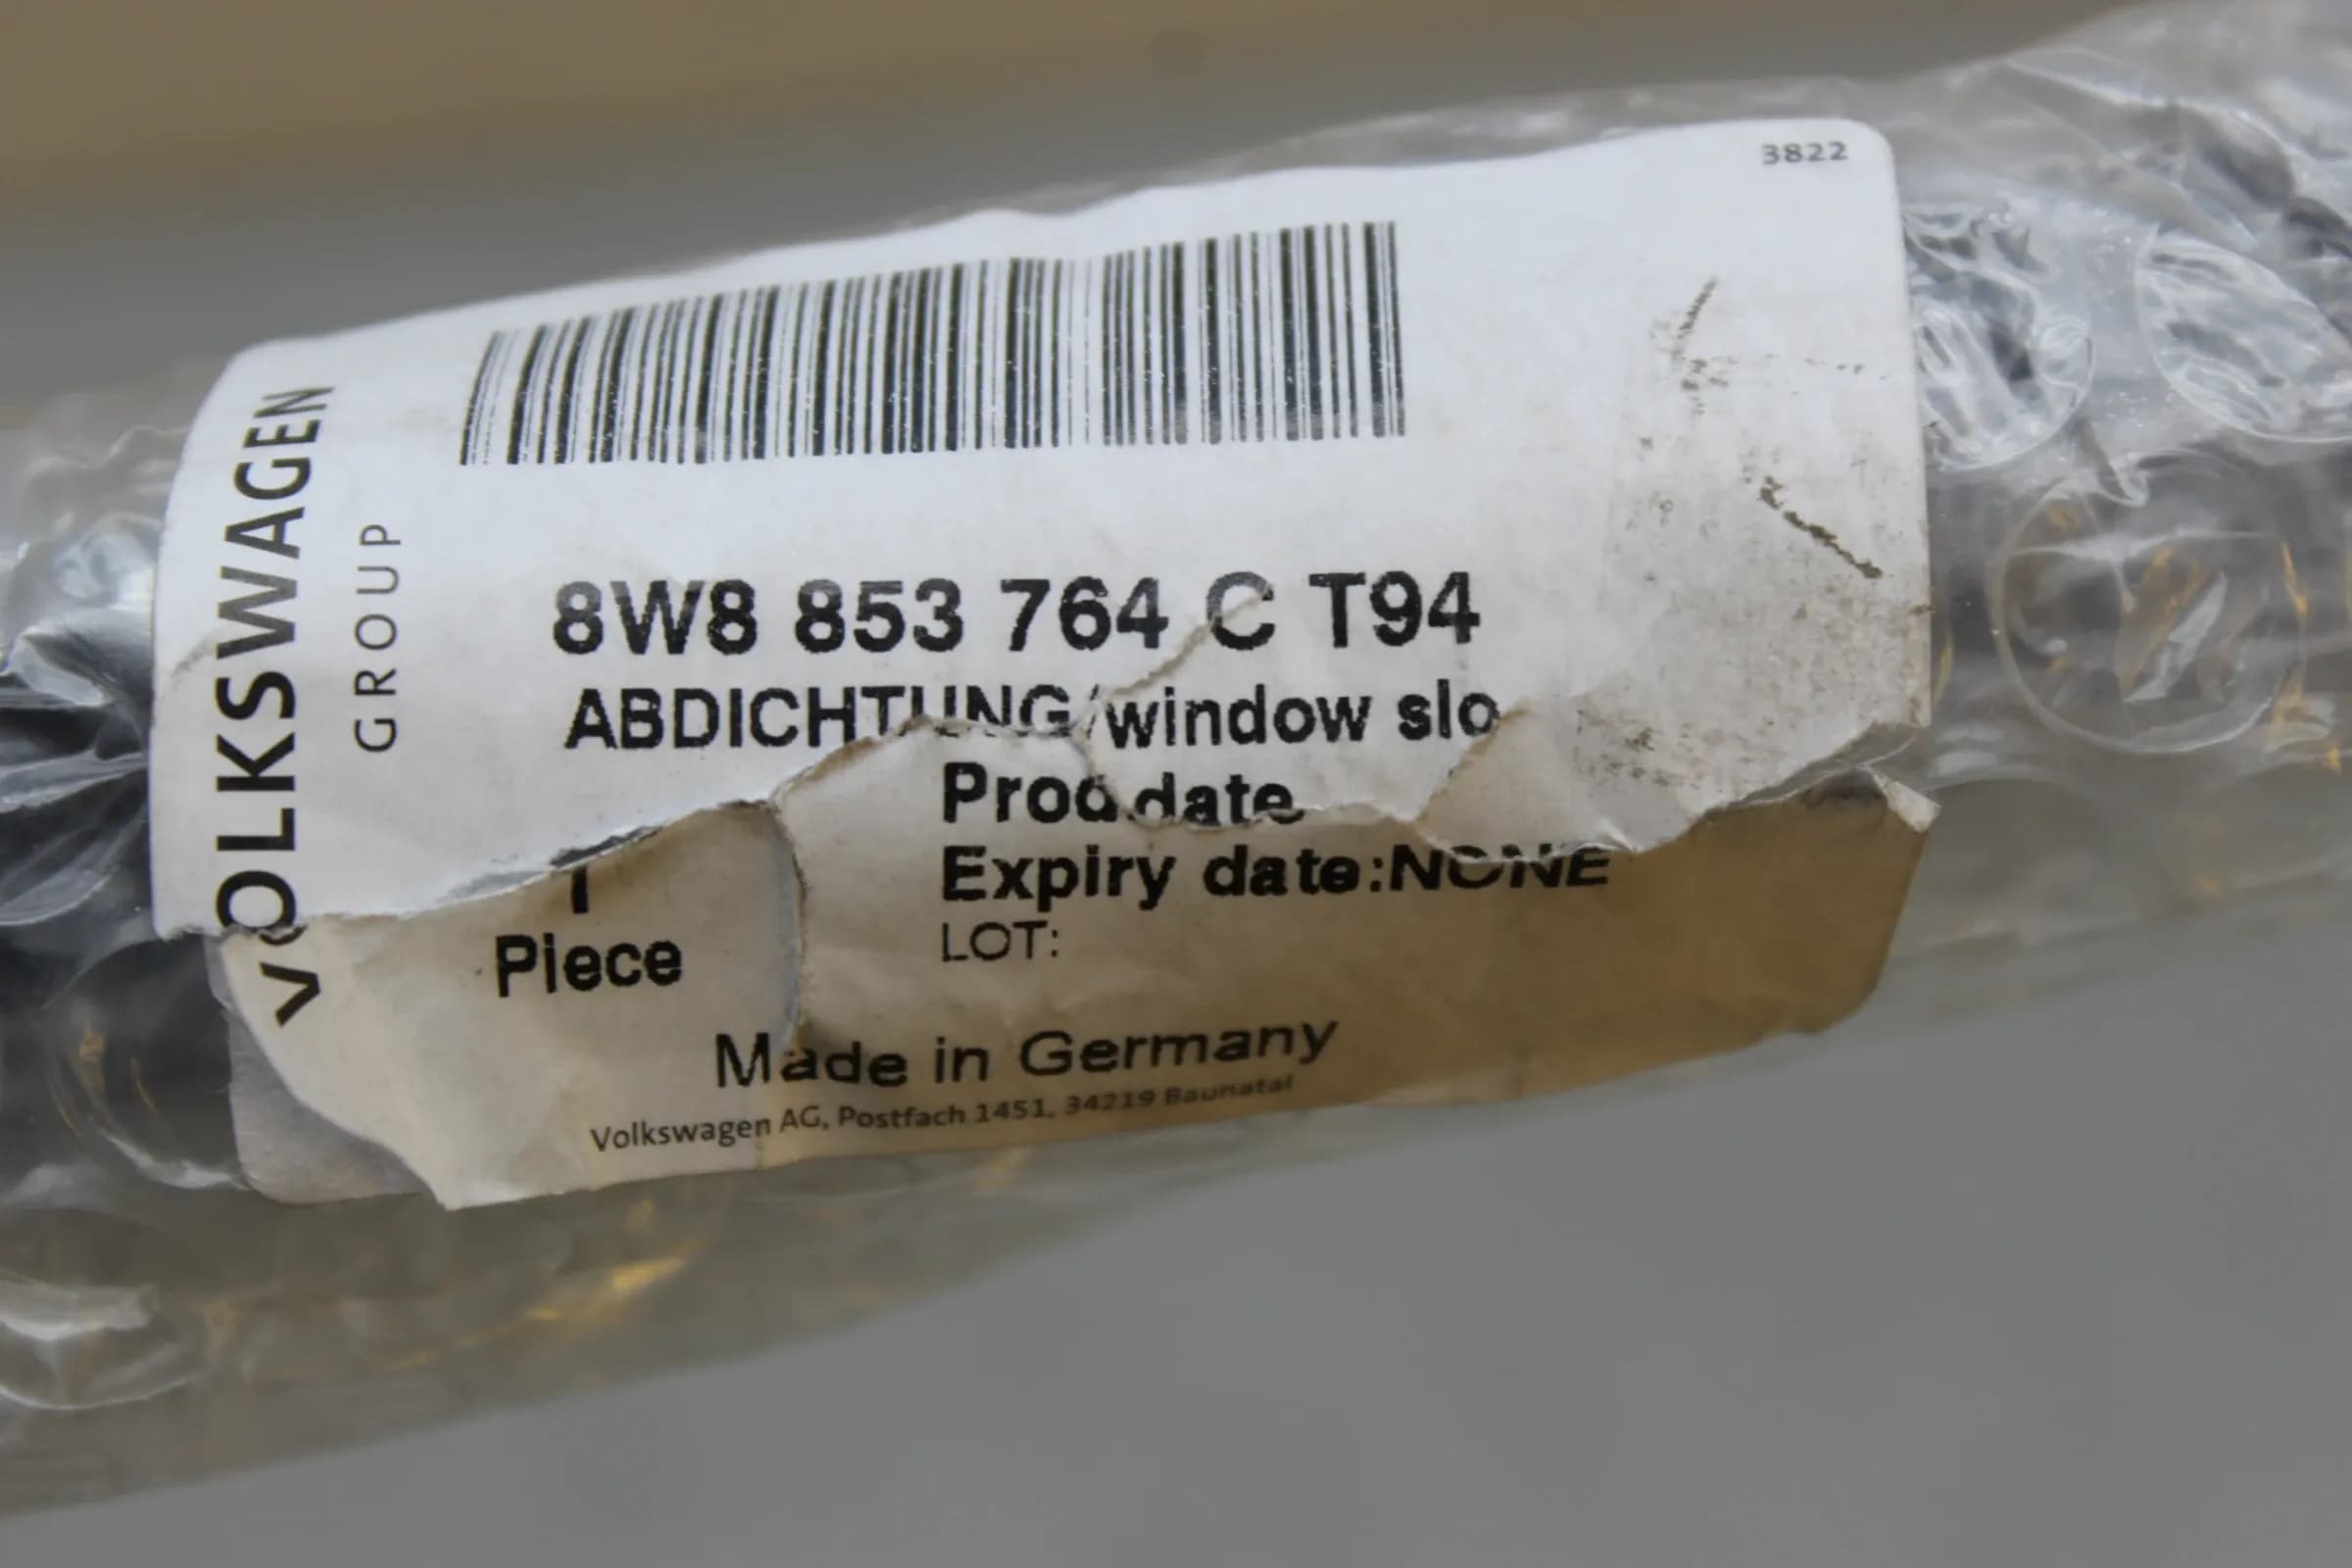 3822
VOLKSWAGEN
GROUP
8W8 853 764 C T94
ABDICHTUNG/window slo
Prod date
Expiry date:NONE
LOT:
1
Piece
Made in Germany
Volkswagen AG, Postfach 1451, 34219 Baunatal